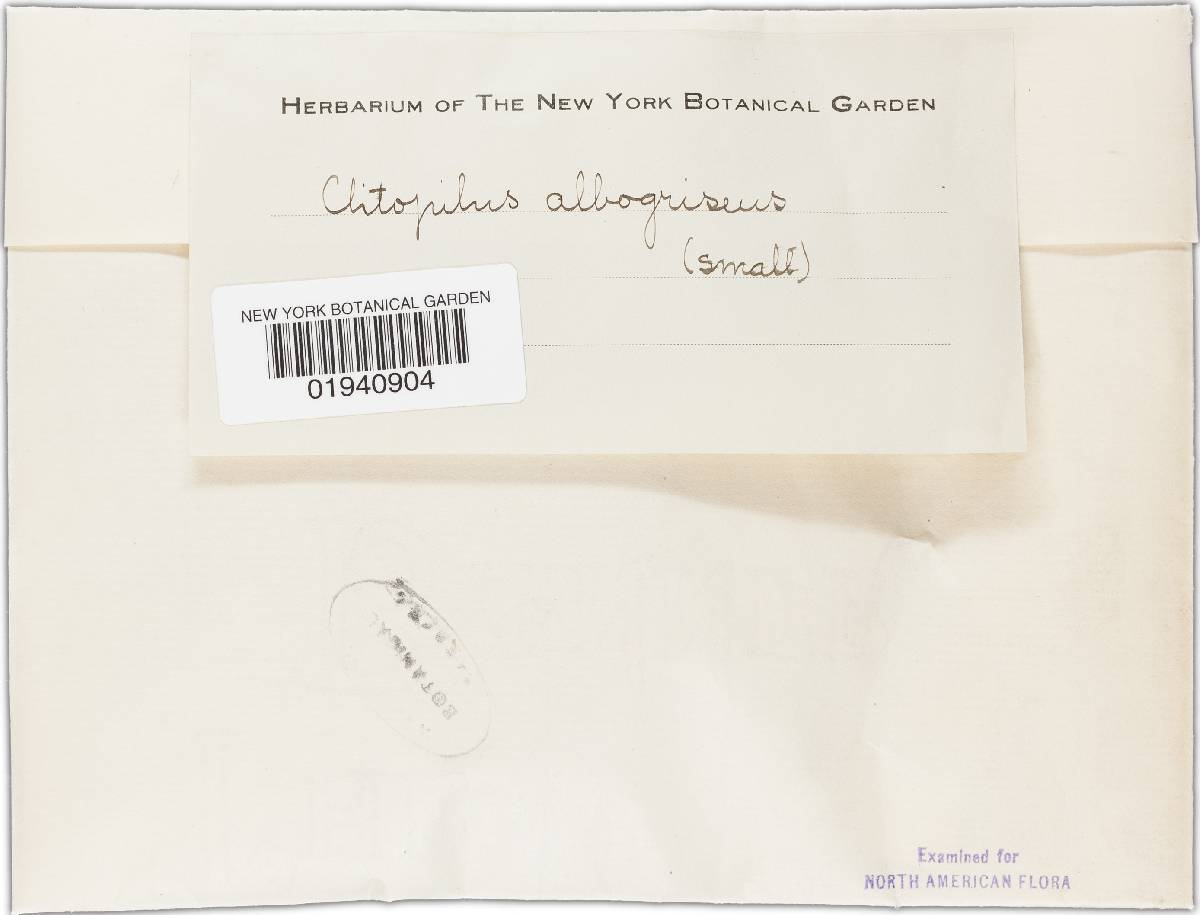 HERBARIUM OF THE NEW YORK BOTANICAL GARDEN
Clitopilus albogriseus
(small)
NEW YORK BOTANICAL GARDEN
01940904
BOTANICAL
Examined for
NORTH AMERICAN FLORA